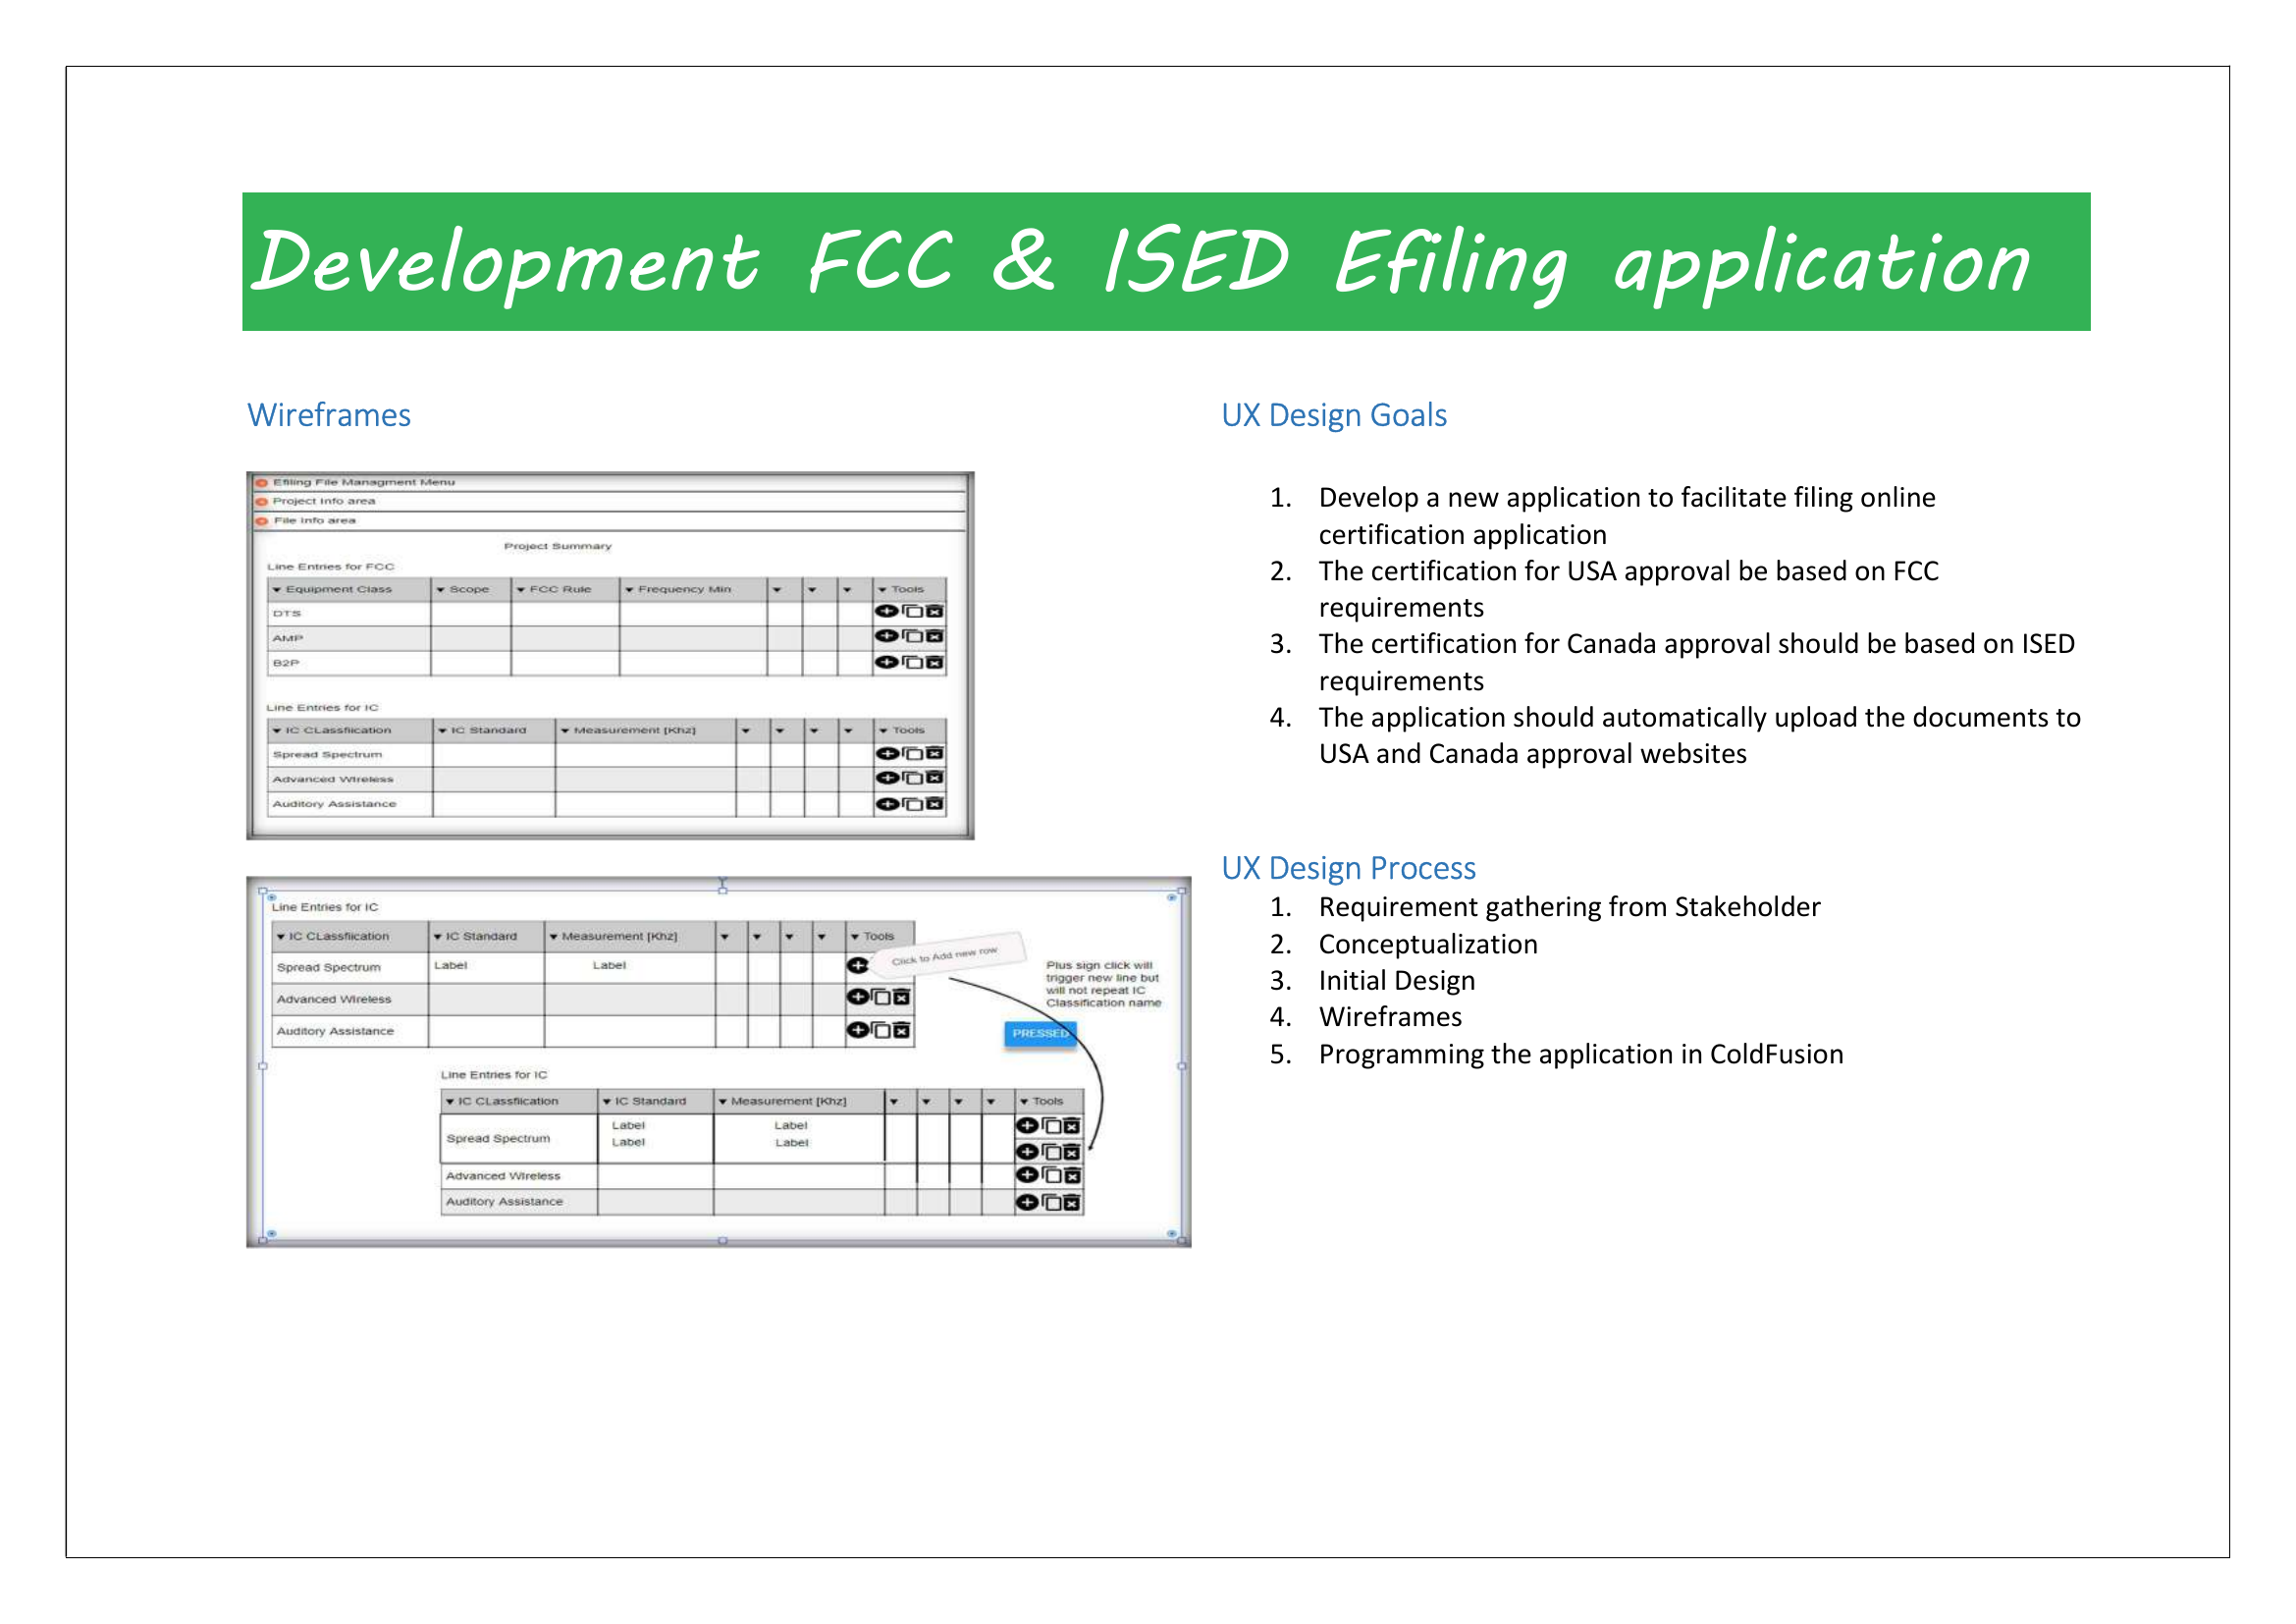 Development FCC & ISED Efiling application
Wireframes
Efiling File Managment Menu
Project Info area
File Info area
Project Summary
Line Entries for FCC
Equipment Class Scope FCC Rule Frequency Min Tools
DTS
AMP
B2P
Line Entries for IC
IC CLassfiication IC Standard Measurement [Khz] Tools
Spread Spectrum
Advanced Wireless
Auditory Assistance
Line Entries for IC
IC CLassfiication IC Standard Measurement [Khz] Tools
Spread Spectrum Label Label
Click to Add new row
Advanced Wireless
Auditory Assistance
Plus sign click will
trigger new line but
will not repeat IC
Classification name
PRESSED
Line Entries for IC
IC CLassfiication IC Standard Measurement [Khz] Tools
Spread Spectrum
Label Label
Label Label
Advanced Wireless
Auditory Assistance
UX Design Goals
1. Develop a new application to facilitate filing online
certification application
2. The certification for USA approval be based on FCC
requirements
3. The certification for Canada approval should be based on ISED
requirements
4. The application should automatically upload the documents to
USA and Canada approval websites
UX Design Process
1. Requirement gathering from Stakeholder
2. Conceptualization
3. Initial Design
4. Wireframes
5. Programming the application in ColdFusion